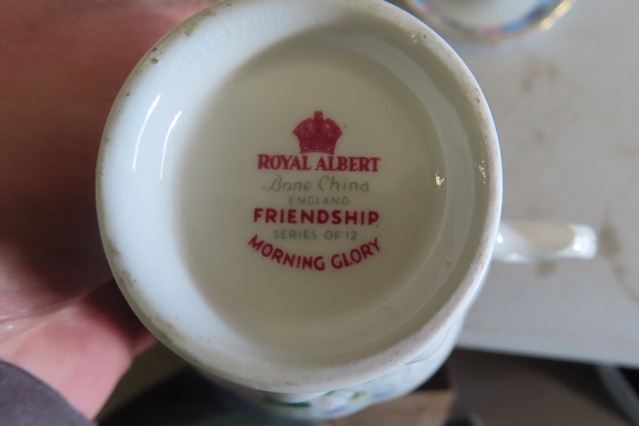 ROYAL ALBERT
Bone China
ENGLAND
FRIENDSHIP
SERIES OF 12
MORNING GLORY